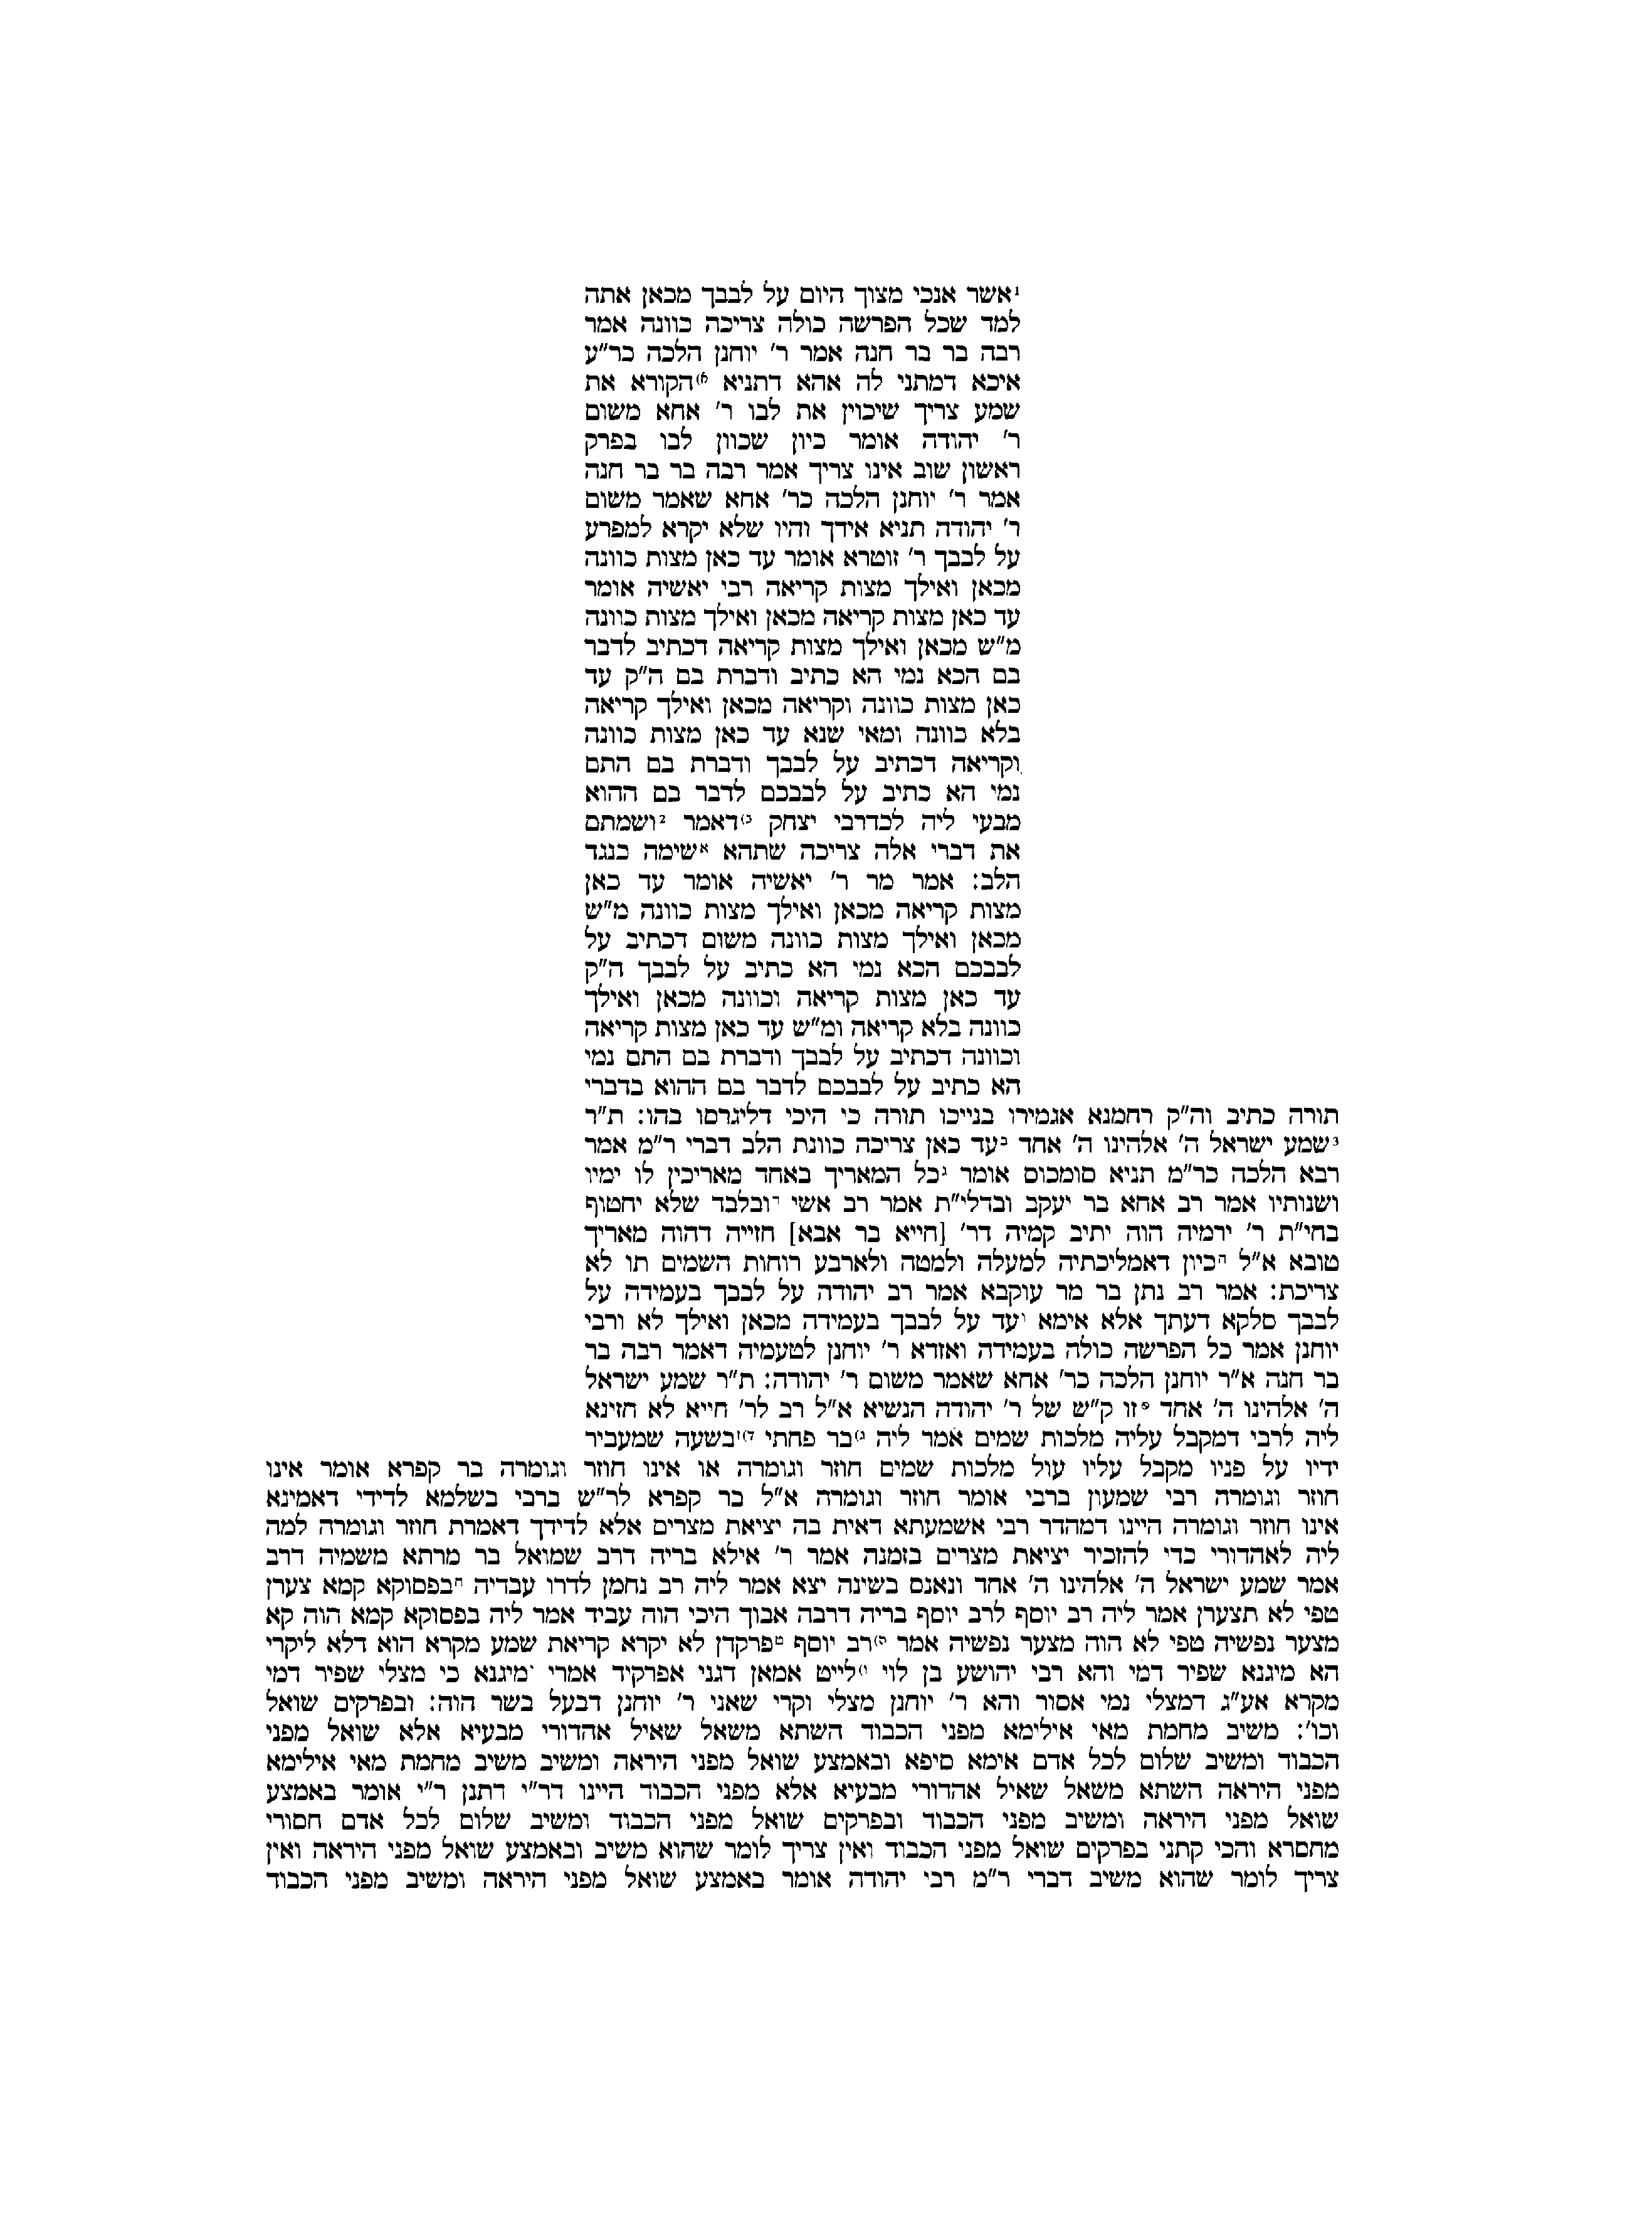 ¹אשר אנכי מצוך היום על לבבך מכאן אתה
למד שכל הפרשה כולה צריכה כוונה אמר
רבה בר בר חנה אמר ר' יוחנן הלכה כר"ע
איכא דמתני לה אהא דתניא א)הקורא את
שמע צריך שיכוין את לבו ר' אחא משום
ר' יהודה אומר כיון שכוון לבו בפרק
ראשון שוב אינו צריך אמר רבה בר בר חנה
אמר ר' יוחנן הלכה כר' אחא שאמר משום
ר' יהודה תניא אידך והיו שלא יקרא למפרע
על לבבך ר' זוטרא אומר עד כאן מצות כוונה
מכאן ואילך מצות קריאה רבי יאשיה אומר
עד כאן מצות קריאה מכאן ואילך מצות כוונה
מ"ש מכאן ואילך מצות קריאה דכתיב לדבר
בם הכא נמי הא כתיב ודברת בם ה"ק עד
כאן מצות כוונה וקריאה מכאן ואילך קריאה
בלא כוונה ומאי שנא עד כאן מצות כוונה
וקריאה דכתיב על לבבך ודברת בם התם
נמי הא כתיב על לבבכם לדבר בם ההוא
מבעי ליה לכדרבי יצחק ב)דאמר ²ושמתם
את דברי אלה צריכה שתהא אשימה כנגד
הלב: אמר מר ר' יאשיה אומר עד כאן
מצות קריאה מכאן ואילך מצות כוונה מ"ש
מכאן ואילך מצות כוונה משום דכתיב על
לבבכם הכא נמי הא כתיב על לבבך ה"ק
עד כאן מצות קריאה וכוונה מכאן ואילך
כוונה בלא קריאה ומ"ש עד כאן מצות קריאה
וכוונה דכתיב על לבבך ודברת בם התם נמי
הא כתיב על לבבכם לדבר בם ההוא בדברי
תורה כתיב וה"ק רחמנא אגמירו בנייכו תורה כי היכי דליגרסו בהו: ת"ר
³שמע ישראל ה' אלהינו ה' אחד בעד כאן צריכה כוונת הלב דברי ר"מ אמר
רבא הלכה כר"מ תניא סומכוס אומר גכל המאריך באחד מאריכין לו ימיו
ושנותיו אמר רב אחא בר יעקב ובדלי"ת אמר רב אשי דובלבד שלא יחטוף
בחי"ת ר' ירמיה הוה יתיב קמיה דר' [חייא בר אבא] חזייה דהוה מאריך
טובא א"ל הכיון דאמליכתיה למעלה ולמטה ולארבע רוחות השמים תו לא
צריכת: אמר רב נתן בר מר עוקבא אמר רב יהודה על לבבך בעמידה על
לבבך סלקא דעתך אלא אימא ועד על לבבך בעמידה מכאן ואילך לא ורבי
יוחנן אמר כל הפרשה כולה בעמידה ואזדא ר' יוחנן לטעמיה דאמר רבה בר
בר חנה א"ר יוחנן הלכה כר' אחא שאמר משום ר' יהודה: ת"ר שמע ישראל
ה' אלהינו ה' אחד °זו ק"ש של ר' יהודה הנשיא א"ל רב לר' חייא לא חזינא
ליה לרבי דמקבל עליה מלכות שמים אמר ליה ג)בר פחתי ד)זבשעה שמעביר
ידיו על פניו מקבל עליו עול מלכות שמים חוזר וגומרה או אינו חוזר וגומרה בר קפרא אומר אינו
חוזר וגומרה רבי שמעון ברבי אומר חוזר וגומרה א"ל בר קפרא לר"ש ברבי בשלמא לדידי דאמינא
אינו חוזר וגומרה היינו דמהדר רבי אשמעתא דאית בה יציאת מצרים אלא לדידך דאמרת חוזר וגומרה למה
ליה לאהדורי כדי להזכיר יציאת מצרים בזמנה אמר ר' אילא בריה דרב שמואל בר מרתא משמיה דרב
אמר שמע ישראל ה' אלהינו ה' אחד ונאנס בשינה יצא אמר ליה רב נחמן לדרו עבדיה חבפסוקא קמא צערן
טפי לא תצערן אמר ליה רב יוסף לרב יוסף בריה דרבה אבוך היכי הוה עביד אמר ליה בפסוקא קמא הוה קא
מצער נפשיה טפי לא הוה מצער נפשיה אמר ה)רב יוסף טפרקדן לא יקרא קריאת שמע מקרא הוא דלא ליקרי
הא מיגנא שפיר דמי והא רבי יהושע בן לוי ו)לייט אמאן דגני אפרקיד אמרי ימיגנא כי מצלי שפיר דמי
מקרא אע"ג דמצלי נמי אסור והא ר' יוחנן מצלי וקרי שאני ר' יוחנן דבעל בשר הוה: ובפרקים שואל
וכו': משיב מחמת מאי אילימא מפני הכבוד השתא משאל שאיל אהדורי מבעיא אלא שואל מפני
הכבוד ומשיב שלום לכל אדם אימא סיפא ובאמצע שואל מפני היראה ומשיב משיב מחמת מאי אילימא
מפני היראה השתא משאל שאיל אהדורי מבעיא אלא מפני הכבוד היינו דר"י דתנן ר"י אומר באמצע
שואל מפני היראה ומשיב מפני הכבוד ובפרקים שואל מפני הכבוד ומשיב שלום לכל אדם חסורי
מחסרא והכי קתני בפרקים שואל מפני הכבוד ואין צריך לומר שהוא משיב ובאמצע שואל מפני היראה ואין
צריך לומר שהוא משיב דברי ר"מ רבי יהודה אומר באמצע שואל מפני היראה ומשיב מפני הכבוד